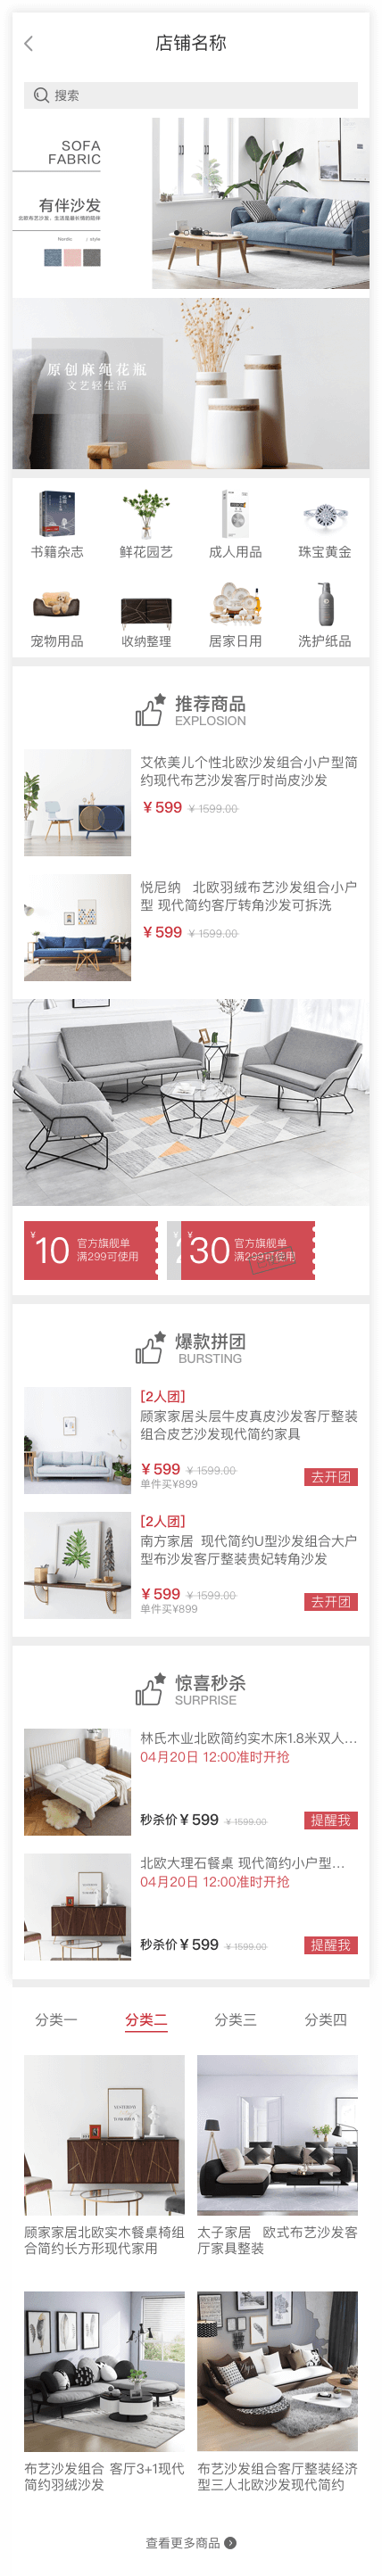 店铺名称
搜索
SOFA
FABRIC
有伴沙发
北欧布艺沙发，生活是最长情的陪伴
Nordic / style
原创麻绳花瓶
文艺轻生活
书籍杂志 鲜花园艺 成人用品 珠宝黄金
宠物用品 收纳整理 居家日用 洗护纸品
推荐商品
EXPLOSION
艾依美儿个性北欧沙发组合小户型简
约现代布艺沙发客厅时尚皮沙发
¥599 ¥ 1599.00
悦尼纳 北欧羽绒布艺沙发组合小户
型 现代简约客厅转角沙发可拆洗
¥599 ¥ 1599.00
¥10 官方旗舰单
满299可使用
¥30 官方旗舰单
满299可使用
爆款拼团
BURSTING
[2人团]
顾家家居头层牛皮真皮沙发客厅整装
组合皮艺沙发现代简约家具
¥599 ¥ 1599.00
单件买¥899
去开团
[2人团]
南方家居 现代简约U型沙发组合大户
型布沙发客厅整装贵妃转角沙发
¥599 ¥ 1599.00
单件买¥899
去开团
惊喜秒杀
SURPRISE
林氏木业北欧简约实木床1.8米双人...
04月20日 12:00准时开抢
秒杀价¥599 ¥ 1599.00
提醒我
北欧大理石餐桌 现代简约小户型...
04月20日 12:00准时开抢
秒杀价¥599 ¥ 1599.00
提醒我
分类一 分类二 分类三 分类四
顾家家居北欧实木餐桌椅组
合简约长方形现代家用
太子家居 欧式布艺沙发客
厅家具整装
布艺沙发组合 客厅3+1现代
简约羽绒沙发
布艺沙发组合客厅整装经济
型三人北欧沙发现代简约
查看更多商品